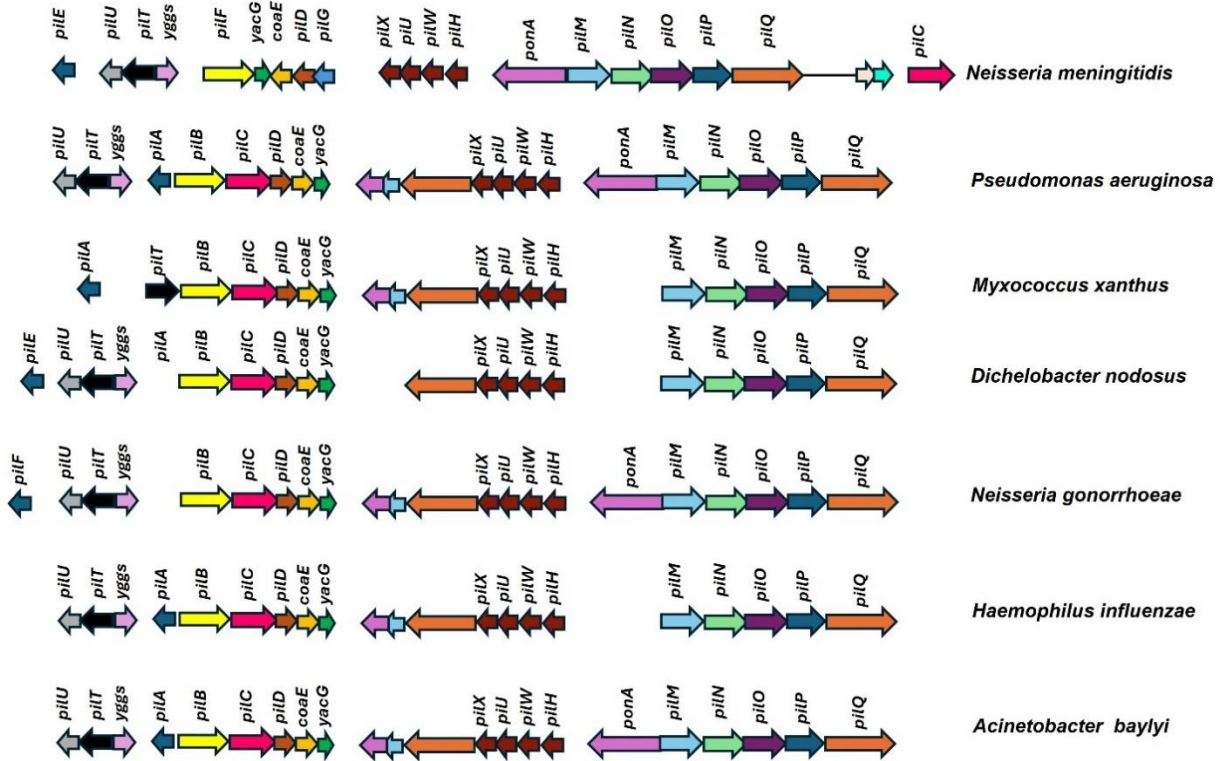 pilE pilU pilT yggs pilF yacG coaE pilD pilG pilX pilU pilW pilH ponA pilM pilN pilO pilP pilQ pilC
Neisseria meningitidis
pilU pilT yggs pilA pilB pilC pilD coaE yacG pilX pilU pilW pilH ponA pilM pilN pilO pilP pilQ
Pseudomonas aeruginosa
pilA pilT pilB pilC pilD coaE yacG pilX pilU pilW pilH pilM pilN pilO pilP pilQ
Myxococcus xanthus
pilE pilU pilT yggs pilA pilB pilC pilD coaE yacG pilX pilU pilW pilH pilM pilN pilO pilP pilQ
Dichelobacter nodosus
pilF pilU pilT yggs pilB pilC pilD coaE yacG pilX pilU pilW pilH ponA pilM pilN pilO pilP pilQ
Neisseria gonorrhoeae
pilU pilT yggs pilA pilB pilC pilD coaE yacG pilX pilU pilW pilH pilM pilN pilO pilP pilQ
Haemophilus influenzae
pilU pilT yggs pilA pilB pilC pilD coaE yacG pilX pilU pilW pilH ponA pilM pilN pilO pilP pilQ
Acinetobacter baylyi